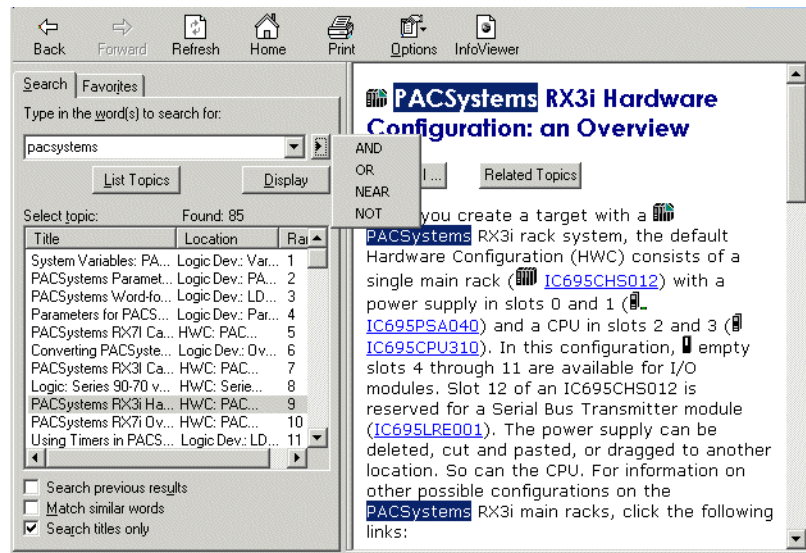 Back Forward Refresh Home Print Options InfoViewer
Search Favorites
Type in the word(s) to search for:
pacsystems
List Topics Display
Select topic: Found: 85
Title Location Ran
System Variables: PA... Logic Dev.: Var... 1
PACSystems Paramet... Logic Dev.: PA... 2
PACSystems Word-fo... Logic Dev.: LD... 3
Parameters for PACS... Logic Dev.: Par... 4
PACSystems RX7I Ca... HWC: PAC... 5
Converting PACSyste... Logic Dev.: Ov... 6
PACSystems RX3I Ca... HWC: PAC... 7
Logic: Series 90-70 v... HWC: Serie... 8
PACSystems RX3i Ha... HWC: PAC... 9
PACSystems RX7i Ov... HWC: PAC... 10
Using Timers in PACS... Logic Dev.: LD... 11
Search previous results
Match similar words
Search titles only
AND
OR
NEAR
NOT
PACSystems RX3i Hardware
Configuration: an Overview
l ... Related Topics
you create a target with a
PACSystems RX3i rack system, the default
Hardware Configuration (HWC) consists of a
single main rack ( IC695CHS012) with a
power supply in slots 0 and 1 (
IC695PSA040) and a CPU in slots 2 and 3 (
IC695CPU310). In this configuration, empty
slots 4 through 11 are available for I/O
modules. Slot 12 of an IC695CHS012 is
reserved for a Serial Bus Transmitter module
(IC695LRE001). The power supply can be
deleted, cut and pasted, or dragged to another
location. So can the CPU. For information on
other possible configurations on the
PACSystems RX3i main racks, click the following
links: